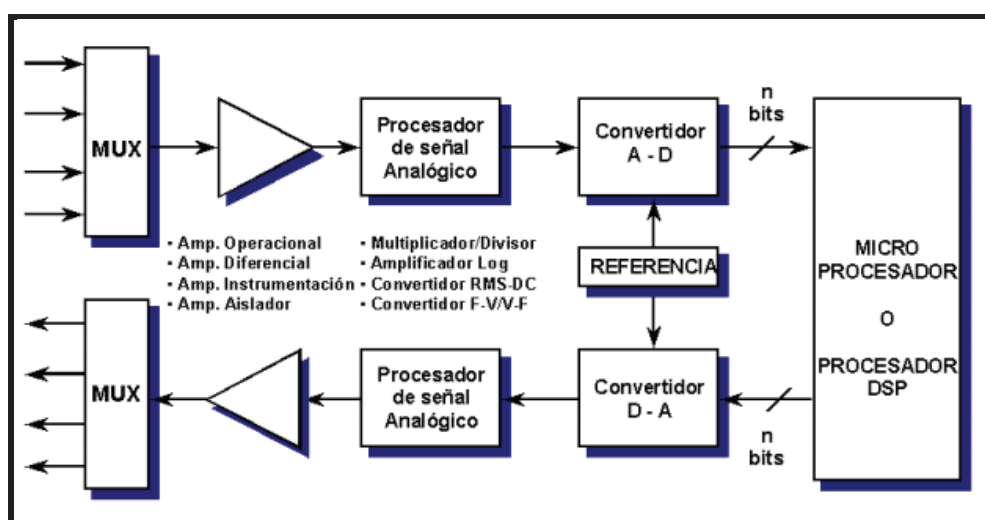 MUX
Procesador
de señal
Analógico
Convertidor
A - D
n
bits
• Amp. Operacional
• Amp. Diferencial
• Amp. Instrumentación
• Amp. Aislador
• Multiplicador/Divisor
• Amplificador Log
• Convertidor RMS-DC
• Convertidor F-V/V-F
REFERENCIA
MICRO
PROCESADOR
O
PROCESADOR
DSP
MUX
Procesador
de señal
Analógico
Convertidor
D - A
n
bits